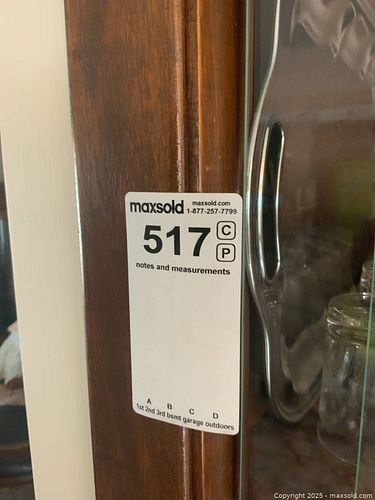 maxsold maxsold.com
1-877-257-7799
517 C
P
notes and measurements
A B C D
1st 2nd 3rd bsmt garage outdoors
Copyright 2025 - maxsold.com